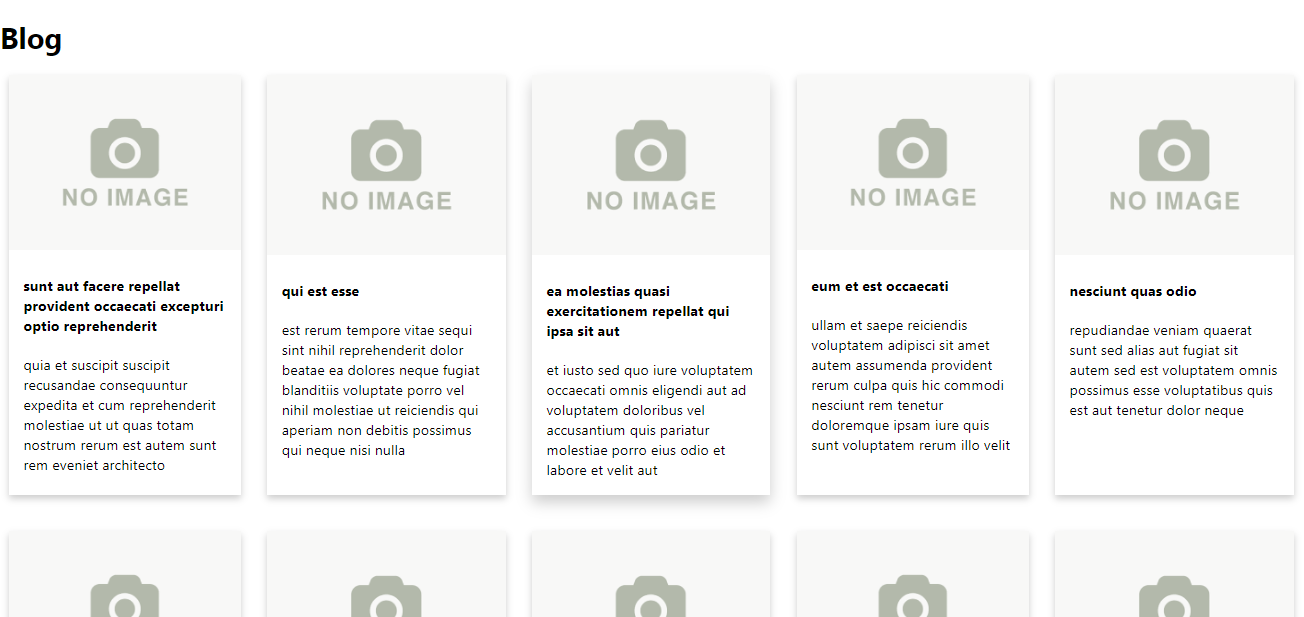 Blog
NO IMAGE
sunt aut facere repellat
provident occaecati excepturi
optio reprehenderit
quia et suscipit suscipit
recusandae consequuntur
expedita et cum reprehenderit
molestiae ut ut quas totam
nostrum rerum est autem sunt
rem eveniet architecto
NO IMAGE
qui est esse
est rerum tempore vitae sequi
sint nihil reprehenderit dolor
beatae ea dolores neque fugiat
blanditiis voluptate porro vel
nihil molestiae ut reiciendis qui
aperiam non debitis possimus
qui neque nisi nulla
NO IMAGE
ea molestias quasi
exercitationem repellat qui
ipsa sit aut
et iusto sed quo iure voluptatem
occaecati omnis eligendi aut ad
voluptatem doloribus vel
accusantium quis pariatur
molestiae porro eius odio et
labore et velit aut
NO IMAGE
eum et est occaecati
ullam et saepe reiciendis
voluptatem adipisci sit amet
autem assumenda provident
rerum culpa quis hic commodi
nesciunt rem tenetur
doloremque ipsam iure quis
sunt voluptatem rerum illo velit
NO IMAGE
nesciunt quas odio
repudiandae veniam quaerat
sunt sed alias aut fugiat sit
autem sed est voluptatem omnis
possimus esse voluptatibus quis
est aut tenetur dolor neque